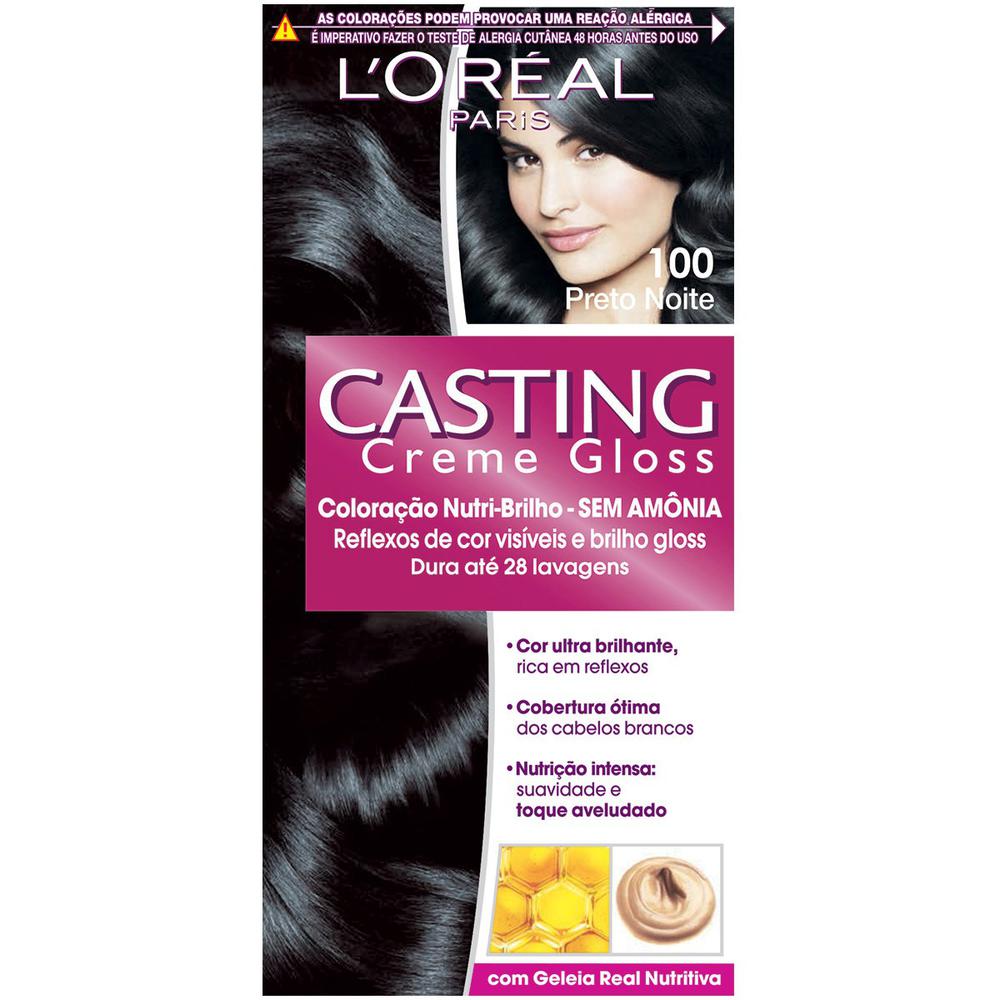 AS COLORAÇÕES PODEM PROVOCAR UMA REAÇÃO ALÉRGICA
É IMPERATIVO FAZER O TESTE DE ALERGIA CUTÂNEA 48 HORAS ANTES DO USO
L'ORÉAL
PARIS
100
Preto Noite
CASTING
Creme Gloss
Coloração Nutri-Brilho - SEM AMÔNIA
Reflexos de cor visíveis e brilho gloss
Dura até 28 lavagens
• Cor ultra brilhante,
rica em reflexos
• Cobertura ótima
dos cabelos brancos
• Nutrição intensa:
suavidade e
toque aveludado
com Geleia Real Nutritiva